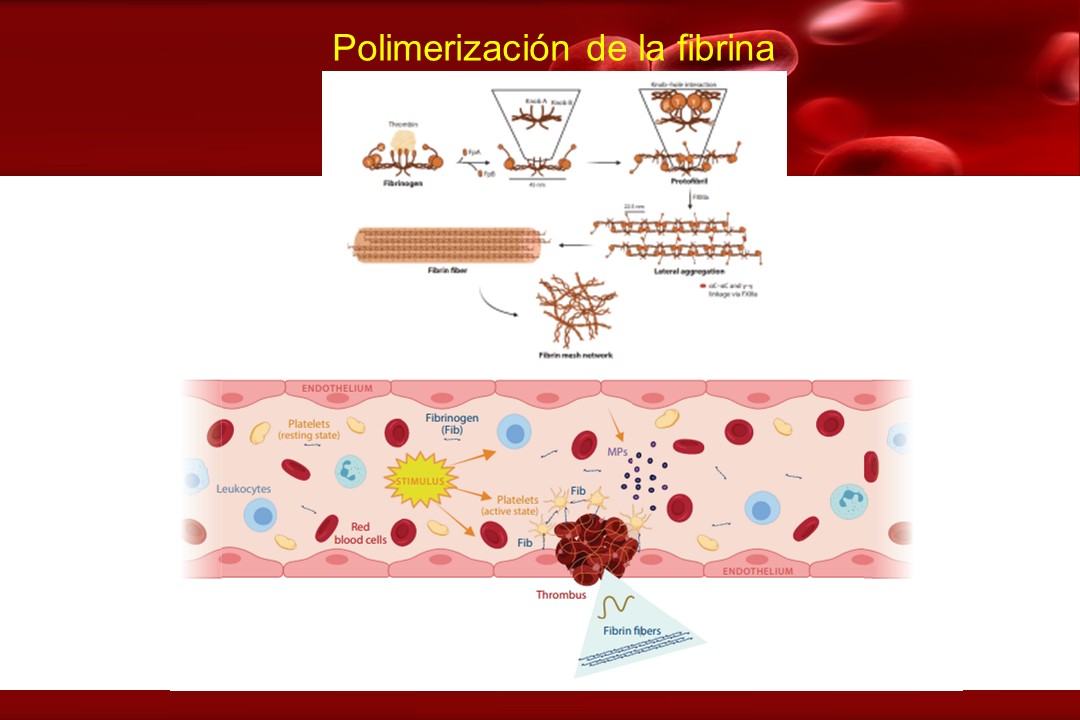 Polimerización de la fibrina
Knob-hole interaction
Knob A Knob B
Thrombin
FpA
FpB
Fibrinogen
45 nm
Protofibril
FXIIIa
22.5 nm
Fibrin fiber
Lateral aggregation
αC-αC and γ-γ
linkage via FXIIIa
Fibrin mesh network
ENDOTHELIUM
Platelets
(resting state)
Fibrinogen
(Fib)
MPs
STIMULUS
Leukocytes
Platelets
(active state)
Fib
Red
blood cells
Fib
ENDOTHELIUM
Thrombus
Fibrin fibers